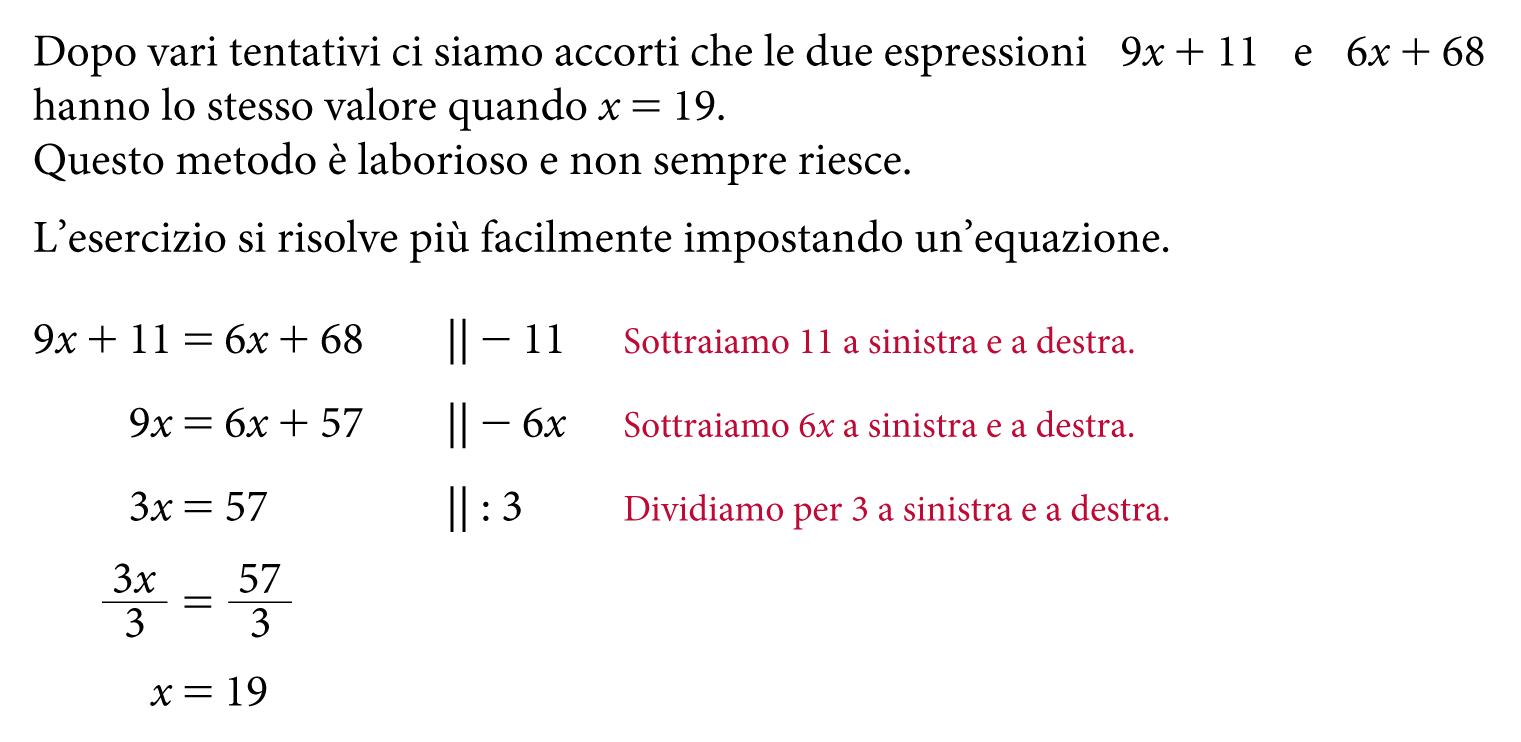 Dopo vari tentativi ci siamo accorti che le due espressioni 9x + 11 e 6x + 68
hanno lo stesso valore quando x = 19.
Questo metodo è laborioso e non sempre riesce.
L’esercizio si risolve più facilmente impostando un’equazione.
9x + 11 = 6x + 68 || − 11 Sottraiamo 11 a sinistra e a destra.
9x = 6x + 57 || − 6x Sottraiamo 6x a sinistra e a destra.
3x = 57 || : 3 Dividiamo per 3 a sinistra e a destra.
3x/3 = 57/3
x = 19